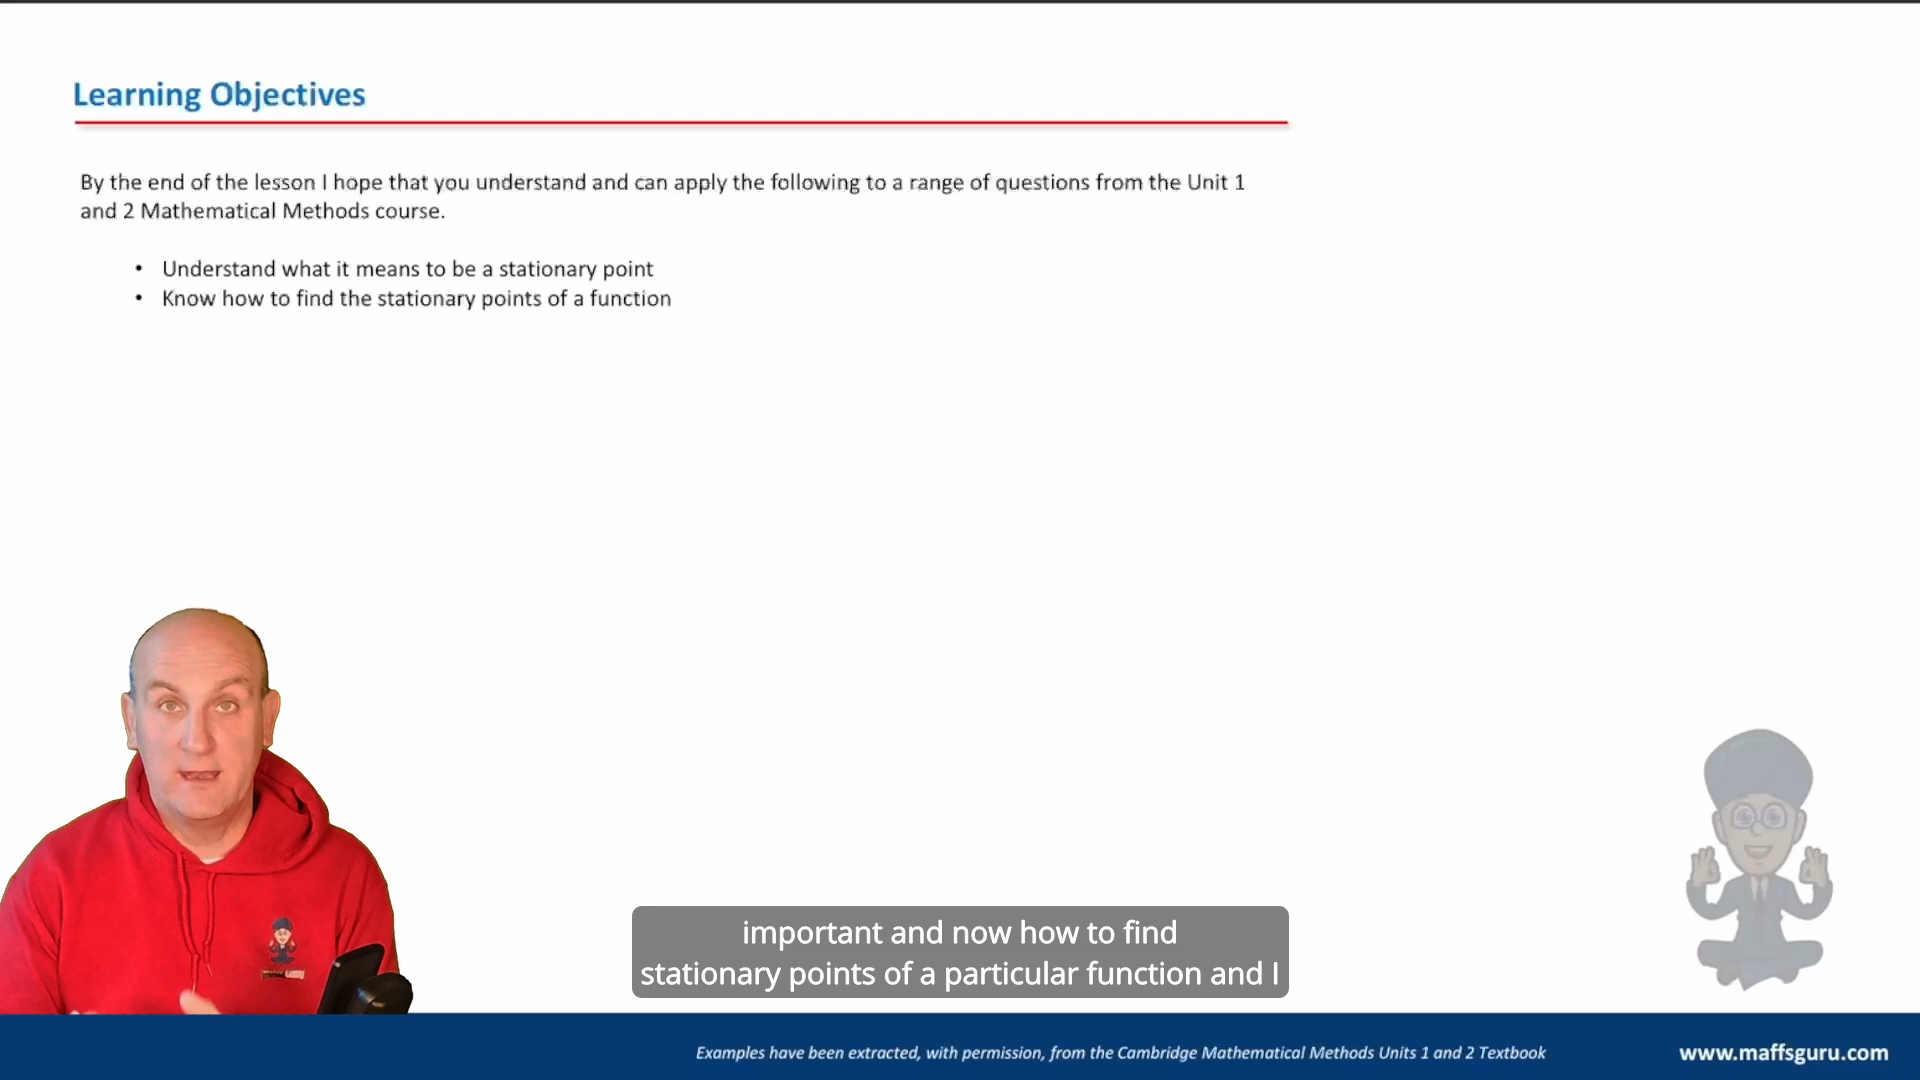 Learning Objectives
By the end of the lesson I hope that you understand and can apply the following to a range of questions from the Unit 1
and 2 Mathematical Methods course.
• Understand what it means to be a stationary point
• Know how to find the stationary points of a function
important and now how to find
stationary points of a particular function and I
Examples have been extracted, with permission, from the Cambridge Mathematical Methods Units 1 and 2 Textbook
www.maffsguru.com